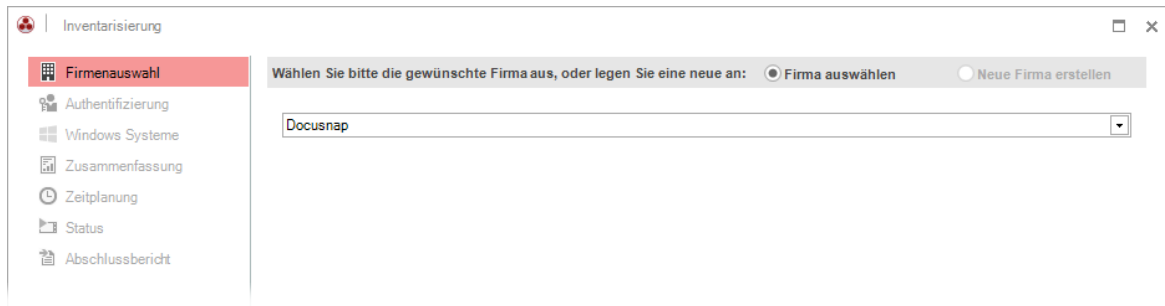 Inventarisierung
Firmenauswahl
Authentifizierung
Windows Systeme
Zusammenfassung
Zeitplanung
Status
Abschlussbericht
Wählen Sie bitte die gewünschte Firma aus, oder legen Sie eine neue an: Firma auswählen Neue Firma erstellen
Docusnap